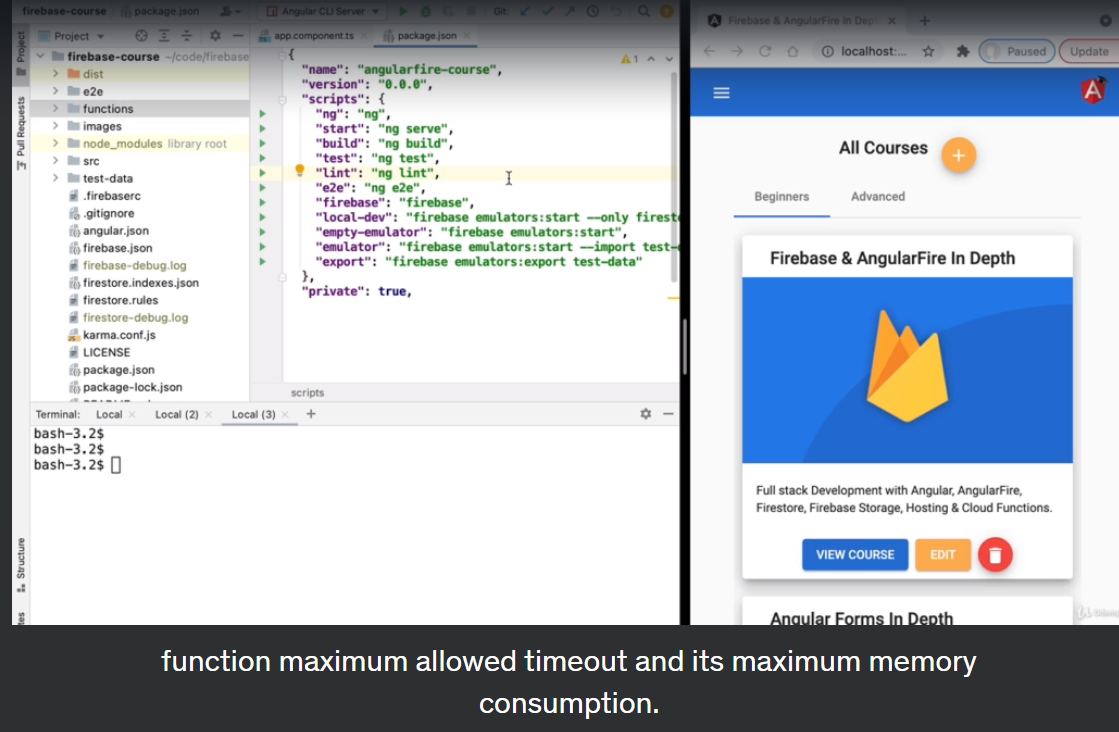 firebase-course package.json Angular CLI Server Git:
Project app.component.ts package.json
Project
Pull Requests
firebase-course ~/code/firebase
dist
e2e
functions
images
node_modules library root
src
test-data
.firebaserc
.gitignore
angular.json
firebase.json
firebase-debug.log
firestore.indexes.json
firestore.rules
firestore-debug.log
karma.conf.js
LICENSE
package.json
package-lock.json
{
"name": "angularfire-course",
"version": "0.0.0",
"scripts": {
"ng": "ng",
"start": "ng serve",
"build": "ng build",
"test": "ng test",
"lint": "ng lint",
"e2e": "ng e2e",
"firebase": "firebase",
"local-dev": "firebase emulators:start --only firest
"empty-emulator": "firebase emulators:start",
"emulator": "firebase emulators:start --import test-
"export": "firebase emulators:export test-data"
},
"private": true,
1
scripts
Terminal: Local Local (2) Local (3) +
bash-3.2$
bash-3.2$
bash-3.2$
Structure
Firebase & AngularFire In Dep
localhost:... Paused Update
A
All Courses +
Beginners Advanced
Firebase & AngularFire In Depth
Full stack Development with Angular, AngularFire,
Firestore, Firebase Storage, Hosting & Cloud Functions.
VIEW COURSE EDIT
Angular Forms In Depth
function maximum allowed timeout and its maximum memory
consumption.